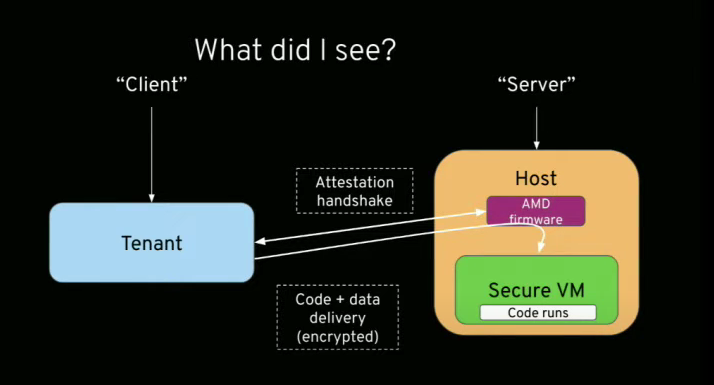 What did I see?
“Client”
“Server”
Attestation
handshake
Host
AMD
firmware
Tenant
Code + data
delivery
(encrypted)
Secure VM
Code runs